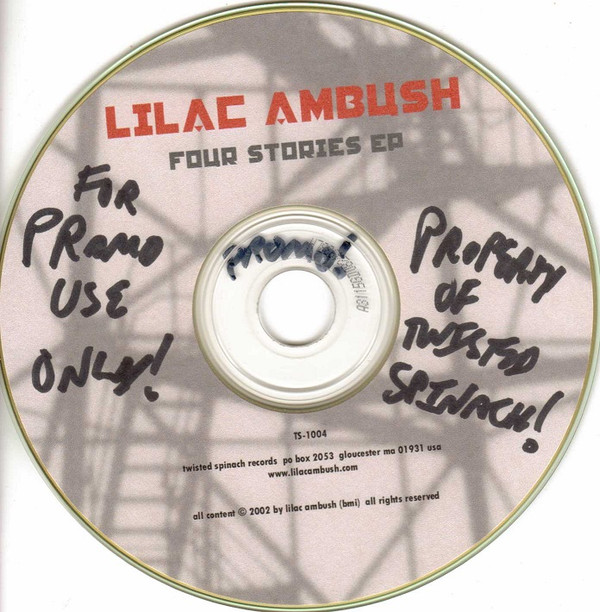 LILAC AMBUSH
FOUR STORIES EP
FOR
PROMO
USE
ONLY!
PROMO!
PROPERTY
OF
TWISTED
SPINACH!
TS-1004
twisted spinach records po box 2053 gloucester ma 01931 usa
www.lilacambush.com
all content © 2002 by lilac ambush (bmi) all rights reserved